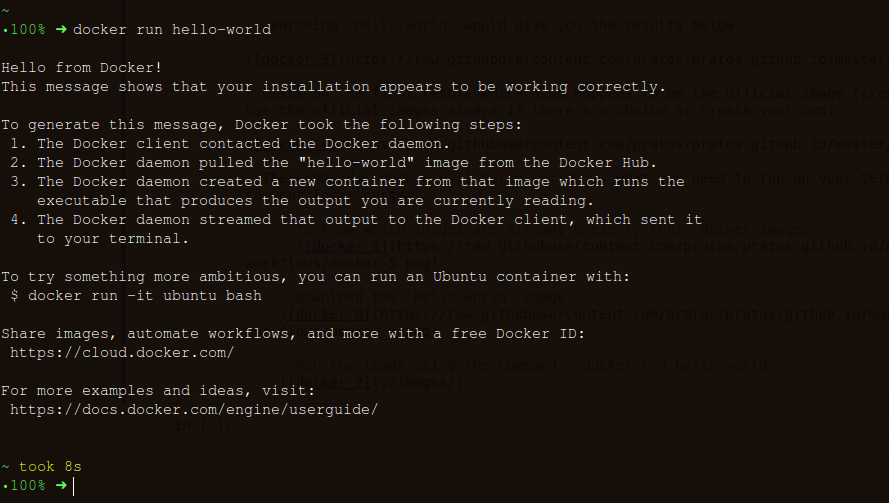 ~
•100% ➜ docker run hello-world
Hello from Docker!
This message shows that your installation appears to be working correctly.
To generate this message, Docker took the following steps:
1. The Docker client contacted the Docker daemon.
2. The Docker daemon pulled the "hello-world" image from the Docker Hub.
3. The Docker daemon created a new container from that image which runs the
executable that produces the output you are currently reading.
4. The Docker daemon streamed that output to the Docker client, which sent it
to your terminal.
To try something more ambitious, you can run an Ubuntu container with:
$ docker run -it ubuntu bash
Share images, automate workflows, and more with a free Docker ID:
https://cloud.docker.com/
For more examples and ideas, visit:
https://docs.docker.com/engine/userguide/
~ took 8s
•100% ➜